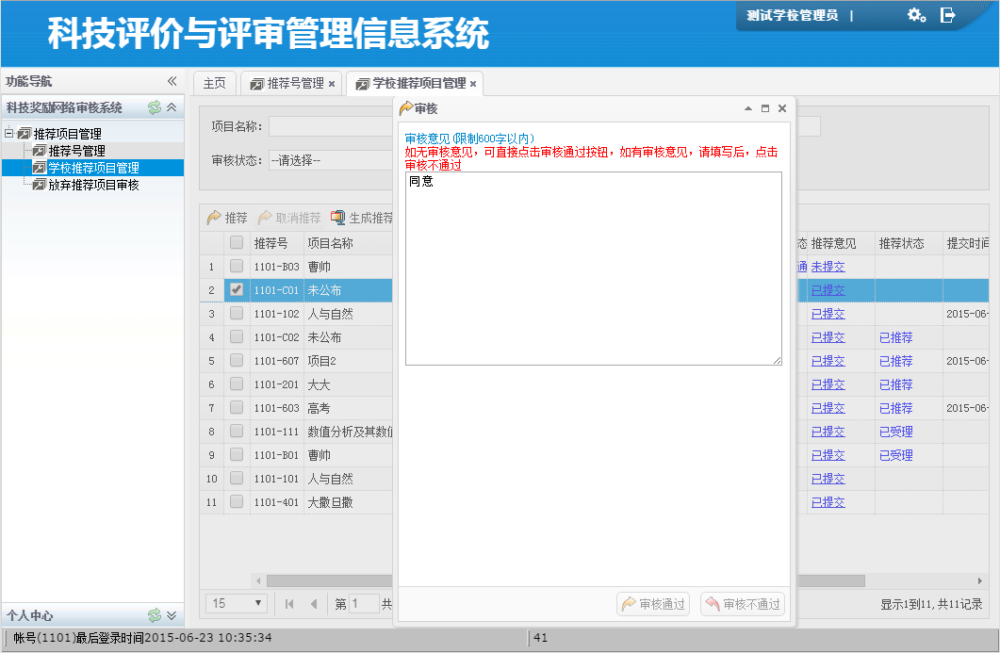 科技评价与评审管理信息系统
测试学校管理员 |
功能导航
科技奖励网络审核系统
推荐项目管理
推荐号管理
学校推荐项目管理
放弃推荐项目审核
个人中心
主页 推荐号管理 × 学校推荐项目管理 ×
项目名称：
审核状态： --请选择--
推荐 取消推荐 生成推荐
推荐号 项目名称 态 推荐意见 推荐状态 提交时间
1 1101-B03 曹帅 通 未提交
2 1101-C01 未公布 已提交
3 1101-102 人与自然 已提交 2015-06-
4 1101-C02 未公布 已提交 已推荐
5 1101-607 项目2 已提交 已推荐 2015-06-
6 1101-201 大大 已提交 已推荐
7 1101-603 高考 已提交 已推荐 2015-06-
8 1101-111 数值分析及其数值 已提交 已受理
9 1101-B01 曹帅 已提交 已受理
10 1101-101 人与自然 已提交
11 1101-401 大撒旦撒 已提交
15 第 1 共
显示1到11,共11记录
审核
审核意见(限制600字以内)
如无审核意见，可直接点击审核通过按钮，如有审核意见，请填写后，点击
审核不通过
同意
审核通过 审核不通过
帐号(1101)最后登录时间2015-06-23 10:35:34 41